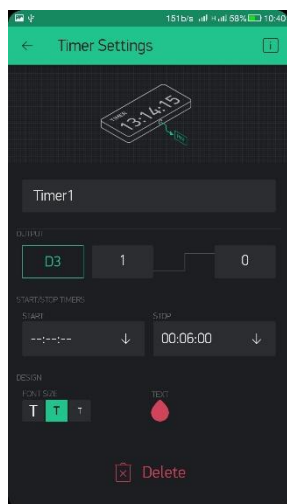 151b/s 58% 10:40
← Timer Settings i
TIMER 13:14:15
Timer1
OUTPUT
D3 1 0
START/STOP TIMERS
START STOP
--:--:-- ↓ 00:06:00 ↓
DESIGN
FONT SIZE TEXT
T T T
Delete